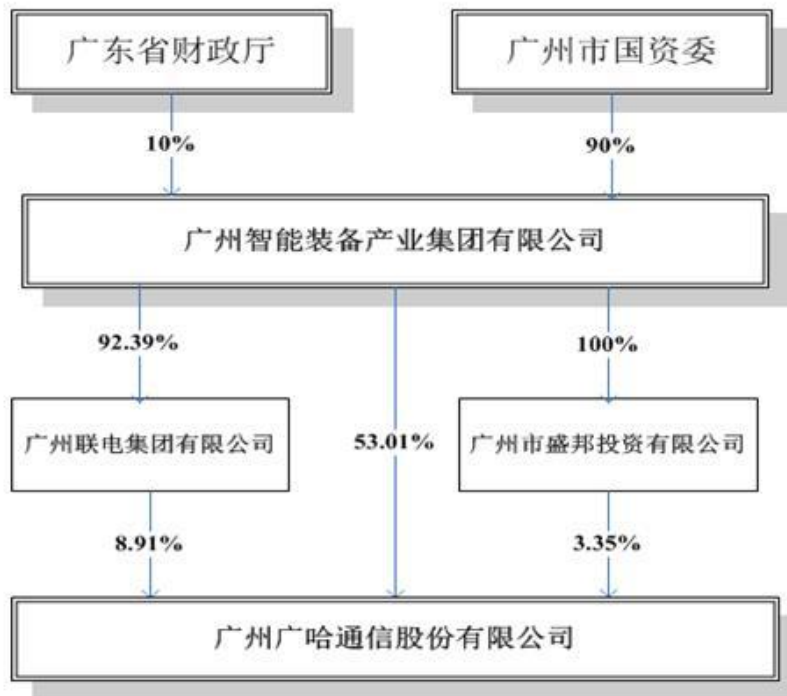 广东省财政厅
广州市国资委
10%
90%
广州智能装备产业集团有限公司
92.39%
100%
广州联电集团有限公司
53.01%
广州市盛邦投资有限公司
8.91%
3.35%
广州广哈通信股份有限公司